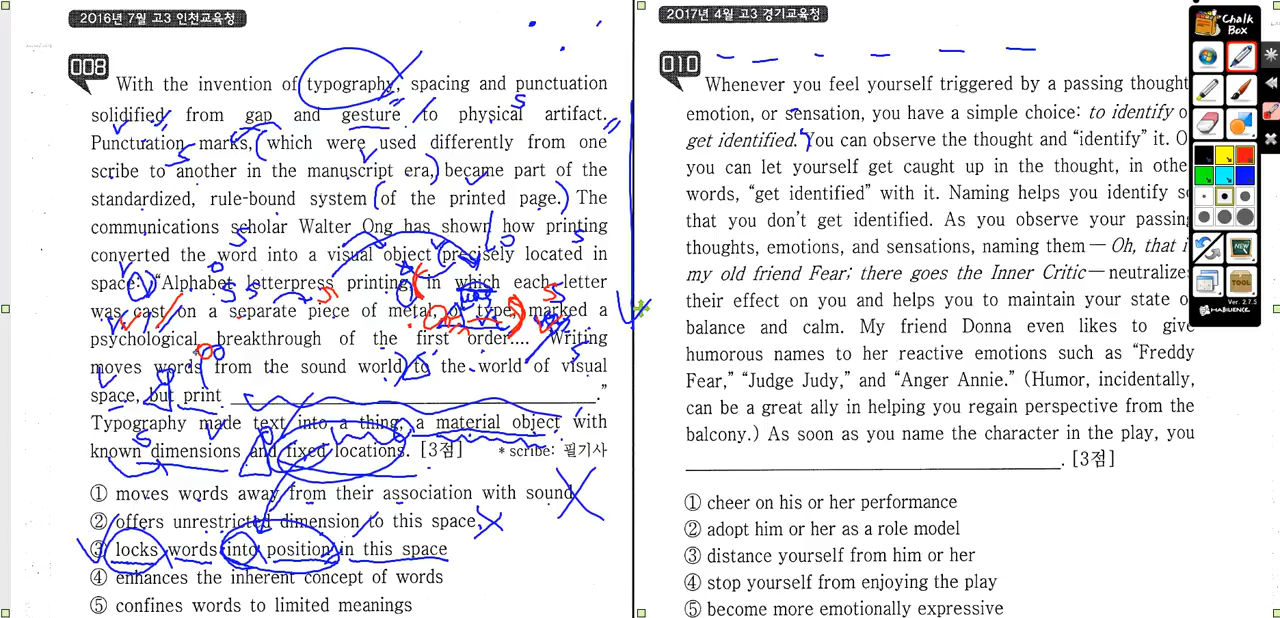 2016년 7월 고3 인천교육청
008
With the invention of typography, spacing and punctuation
solidified from gap and gesture to physical artifact.
Punctuation marks, which were used differently from one
scribe to another in the manuscript era, became part of the
standardized, rule-bound system of the printed page. The
communications scholar Walter Ong has shown how printing
converted the word into a visual object precisely located in
space: "Alphabet letterpress printing, in which each letter
was cast on a separate piece of metal, or type, marked a
psychological breakthrough of the first order.... Writing
moves words from the sound world to the world of visual
space, but print ."
Typography made text into a thing, a material object with
known dimensions and fixed locations. [3점] * scribe: 필기사
① moves words away from their association with sound
② offers unrestricted dimension to this space
③ locks words into position in this space
④ enhances the inherent concept of words
⑤ confines words to limited meanings
2017년 4월 고3 경기교육청
010
Whenever you feel yourself triggered by a passing thought
emotion, or sensation, you have a simple choice: to identify o
get identified. You can observe the thought and "identify" it. O
you can let yourself get caught up in the thought, in othe
words, "get identified" with it. Naming helps you identify so
that you don't get identified. As you observe your passing
thoughts, emotions, and sensations, naming them — Oh, that i
my old friend Fear; there goes the Inner Critic — neutralizes
their effect on you and helps you to maintain your state o
balance and calm. My friend Donna even likes to give
humorous names to her reactive emotions such as "Freddy
Fear," "Judge Judy," and "Anger Annie." (Humor, incidentally,
can be a great ally in helping you regain perspective from the
balcony.) As soon as you name the character in the play, you
. [3점]
① cheer on his or her performance
② adopt him or her as a role model
③ distance yourself from him or her
④ stop yourself from enjoying the play
⑤ become more emotionally expressive
Chalk
Box
NEW
TOOL
Ver. 2.7.5